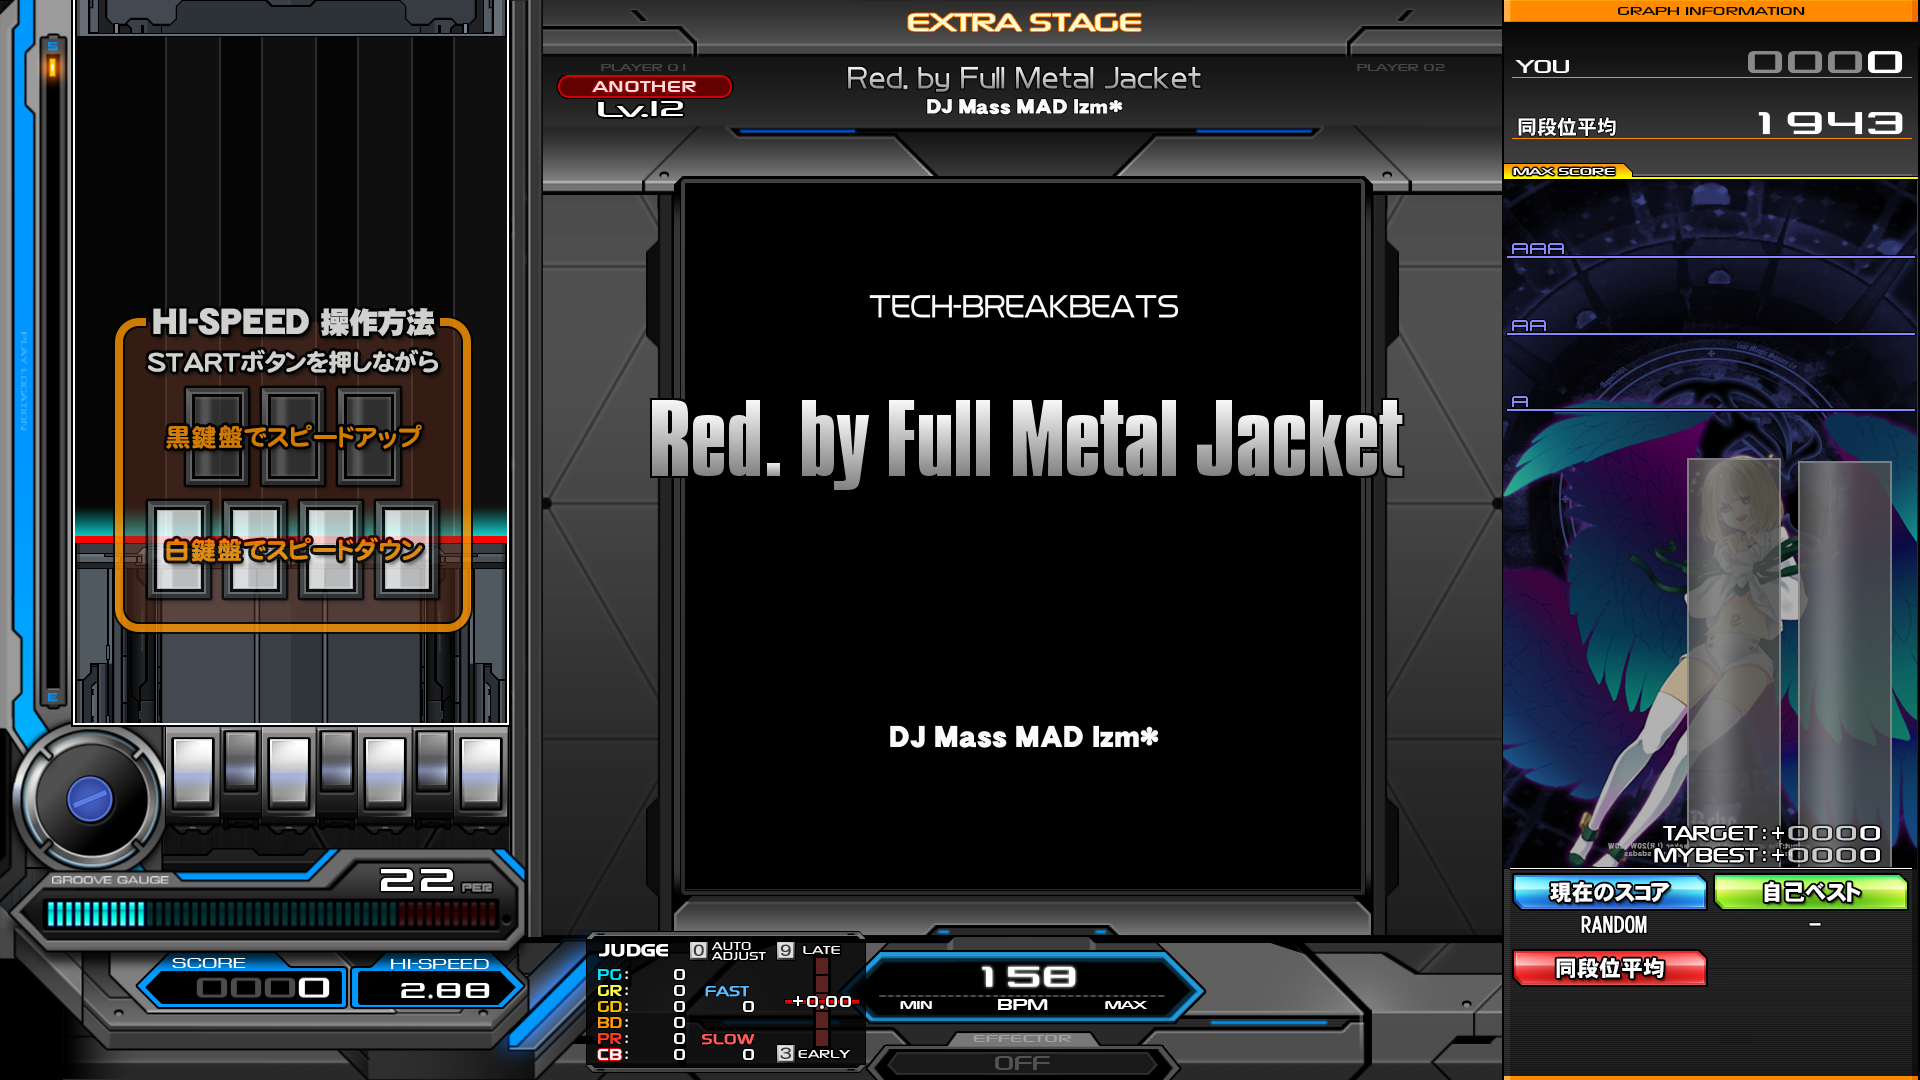 EXTRA STAGE
PLAYER 01
ANOTHER
Lv.12
Red. by Full Metal Jacket
DJ Mass MAD Izm*
PLAYER 02
S
E
PLAY LOCATION
HI-SPEED 操作方法
STARTボタンを押しながら
黒鍵盤でスピードアップ
白鍵盤でスピードダウン
TECH-BREAKBEATS
Red. by Full Metal Jacket
DJ Mass MAD Izm*
GROOVE GAUGE
22 PER
SCORE
0000
HI-SPEED
2.88
JUDGE
0 AUTO ADJUST
9 LATE
PG: 0
GR: 0
GD: 0
BD: 0
PR: 0
CB: 0
FAST
0
SLOW
0
+0.00
3 EARLY
158
MIN BPM MAX
EFFECTOR
OFF
GRAPH INFORMATION
YOU 0000
同段位平均 1943
MAX SCORE
AAA
AA
A
TARGET:+0000
MYBEST:+0000
現在のスコア
RANDOM
自己ベスト
-
同段位平均